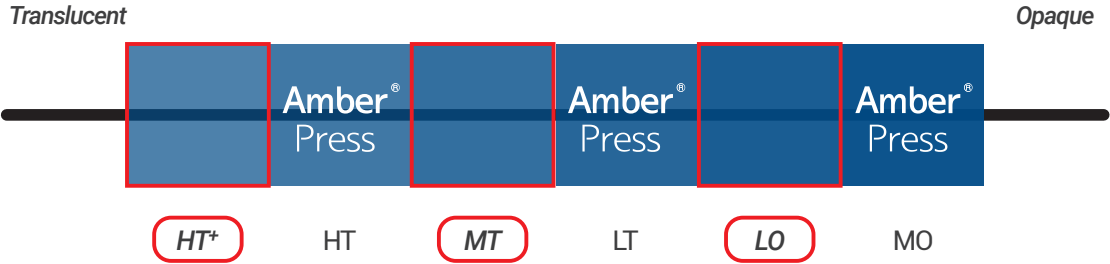 Translucent
Opaque
Amber®
Press
Amber®
Press
Amber®
Press
HT+
HT
MT
LT
LO
MO